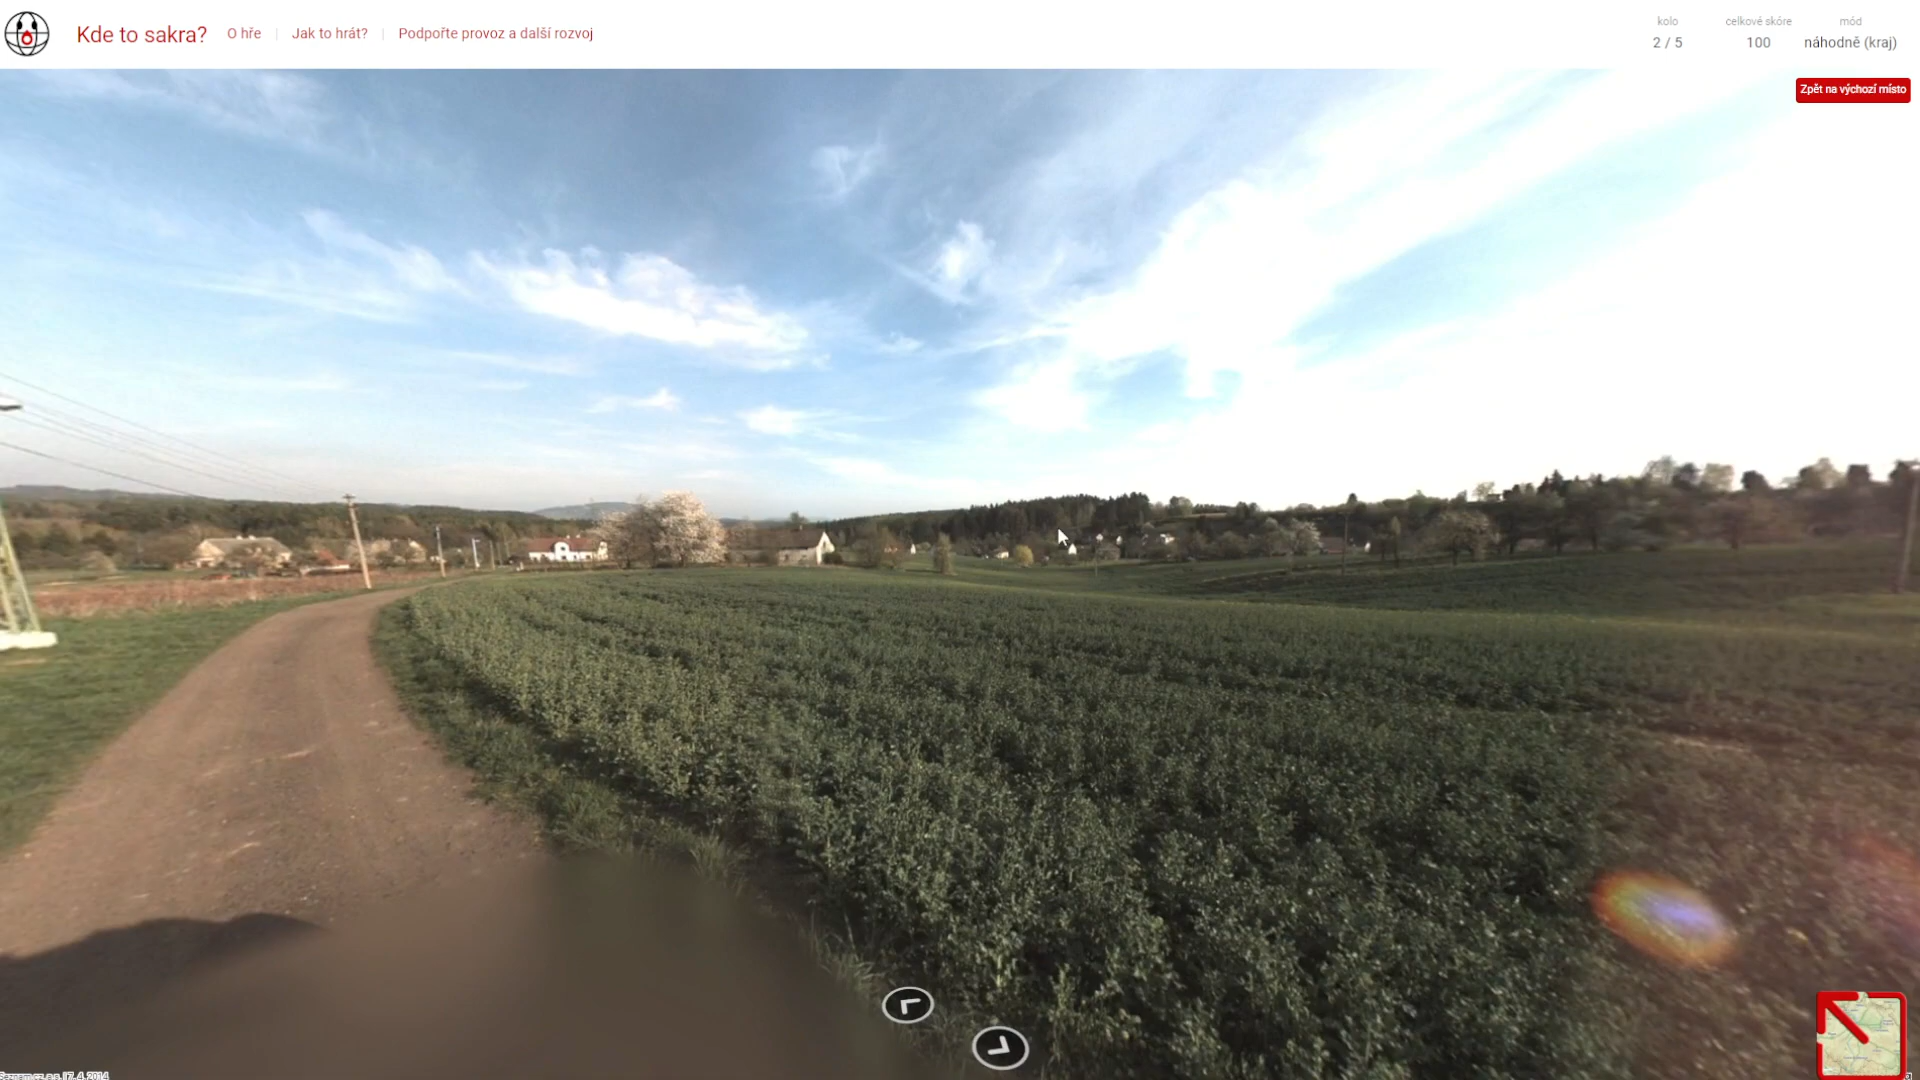 Kde to sakra?
O hře
Jak to hrát?
Podpořte provoz a další rozvoj
kolo
2 / 5
celkové skóre
100
mód
náhodně (kraj)
Zpět na výchozí místo